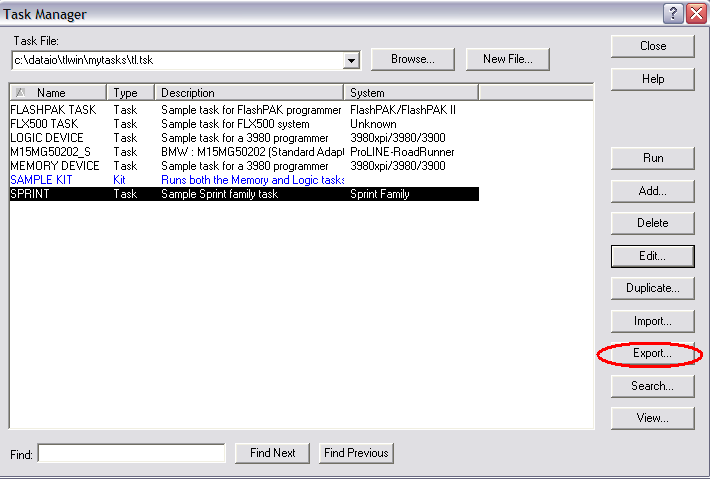 Task Manager
Task File:
c:\dataio\tlwin\mytasks\tl.tsk
Browse...
New File...
Close
Help
Name Type Description System
FLASHPAK TASK Task Sample task for FlashPAK programmer FlashPAK/FlashPAK II
FLX500 TASK Task Sample task for FLX500 system Unknown
LOGIC DEVICE Task Sample task for a 3980 programmer 3980xpi/3980/3900
M15MG50202_S Task BMW : M15MG50202 (Standard Adapt ProLINE-RoadRunner
MEMORY DEVICE Task Sample task for a 3980 programmer 3980xpi/3980/3900
SAMPLE KIT Kit Runs both the Memory and Logic tasks
SPRINT Task Sample Sprint family task Sprint Family
Run
Add...
Delete
Edit...
Duplicate...
Import...
Export...
Search...
View...
Find:
Find Next
Find Previous